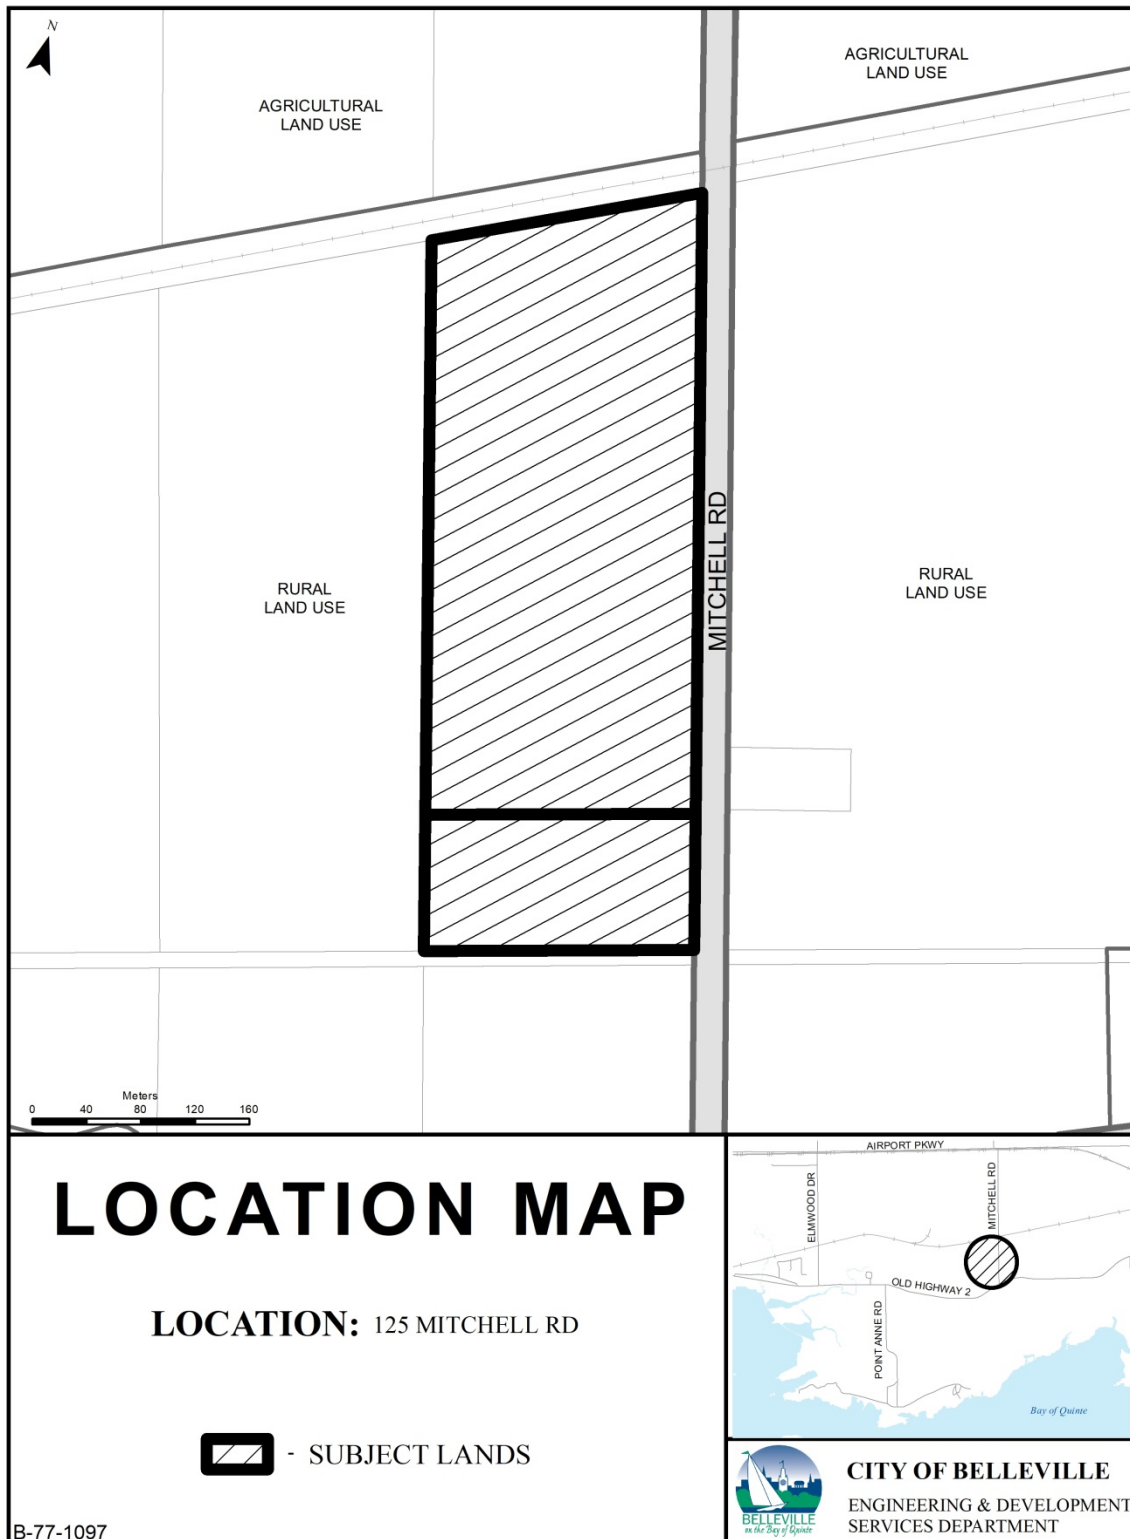 N
AGRICULTURAL
LAND USE
AGRICULTURAL
LAND USE
RURAL
LAND USE
MITCHELL RD
RURAL
LAND USE
Meters
0 40 80 120 160
LOCATION MAP
LOCATION: 125 MITCHELL RD
- SUBJECT LANDS
B-77-1097
AIRPORT PKWY
ELMWOOD DR
MITCHELL RD
OLD HIGHWAY 2
POINT ANNE RD
Bay of Quinte
BELLEVILLE
on the Bay of Quinte
CITY OF BELLEVILLE
ENGINEERING & DEVELOPMENT
SERVICES DEPARTMENT